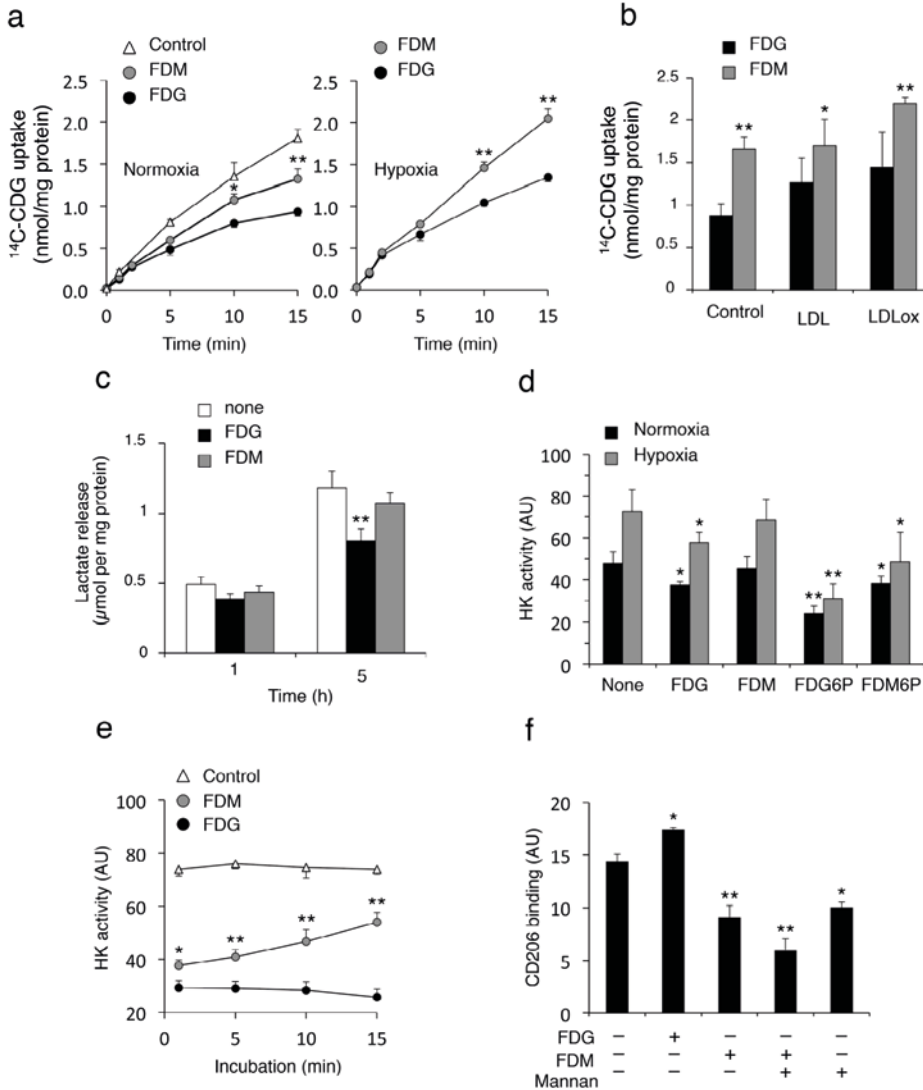 a
Control
FDM
FDG
¹⁴C-CDG uptake
(nmol/mg protein)
2.5
2.0
1.5
1.0
0.5
0.0
Normoxia
*
**
0
5
10
15
Time (min)
FDM
FDG
2.5
2.0
1.5
1.0
0.5
0.0
Hypoxia
**
**
0
5
10
15
Time (min)
b
FDG
FDM
¹⁴C-CDG uptake
(nmol/mg protein)
2.5
2
1.5
1
0.5
0.0
**
*
**
Control
LDL
LDLox
c
none
FDG
FDM
Lactate release
(µmol per mg protein)
1.5
1
0.5
0
**
1
5
Time (h)
d
Normoxia
Hypoxia
HK activity (AU)
100
80
60
40
20
0
*
*
**
**
*
*
None
FDG
FDM
FDG6P
FDM6P
e
Control
FDM
FDG
HK activity (AU)
100
80
60
40
20
*
**
**
**
0
5
10
15
Incubation (min)
f
CD206 binding (AU)
20
15
10
5
0
*
**
**
*
FDG – + – – –
FDM – – + + –
Mannan – – – + +